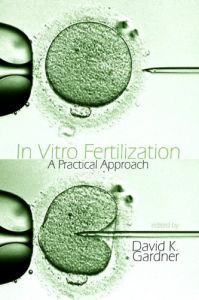 In Vitro Fertilization
A Practical Approach
edited by
David K.
Gardner